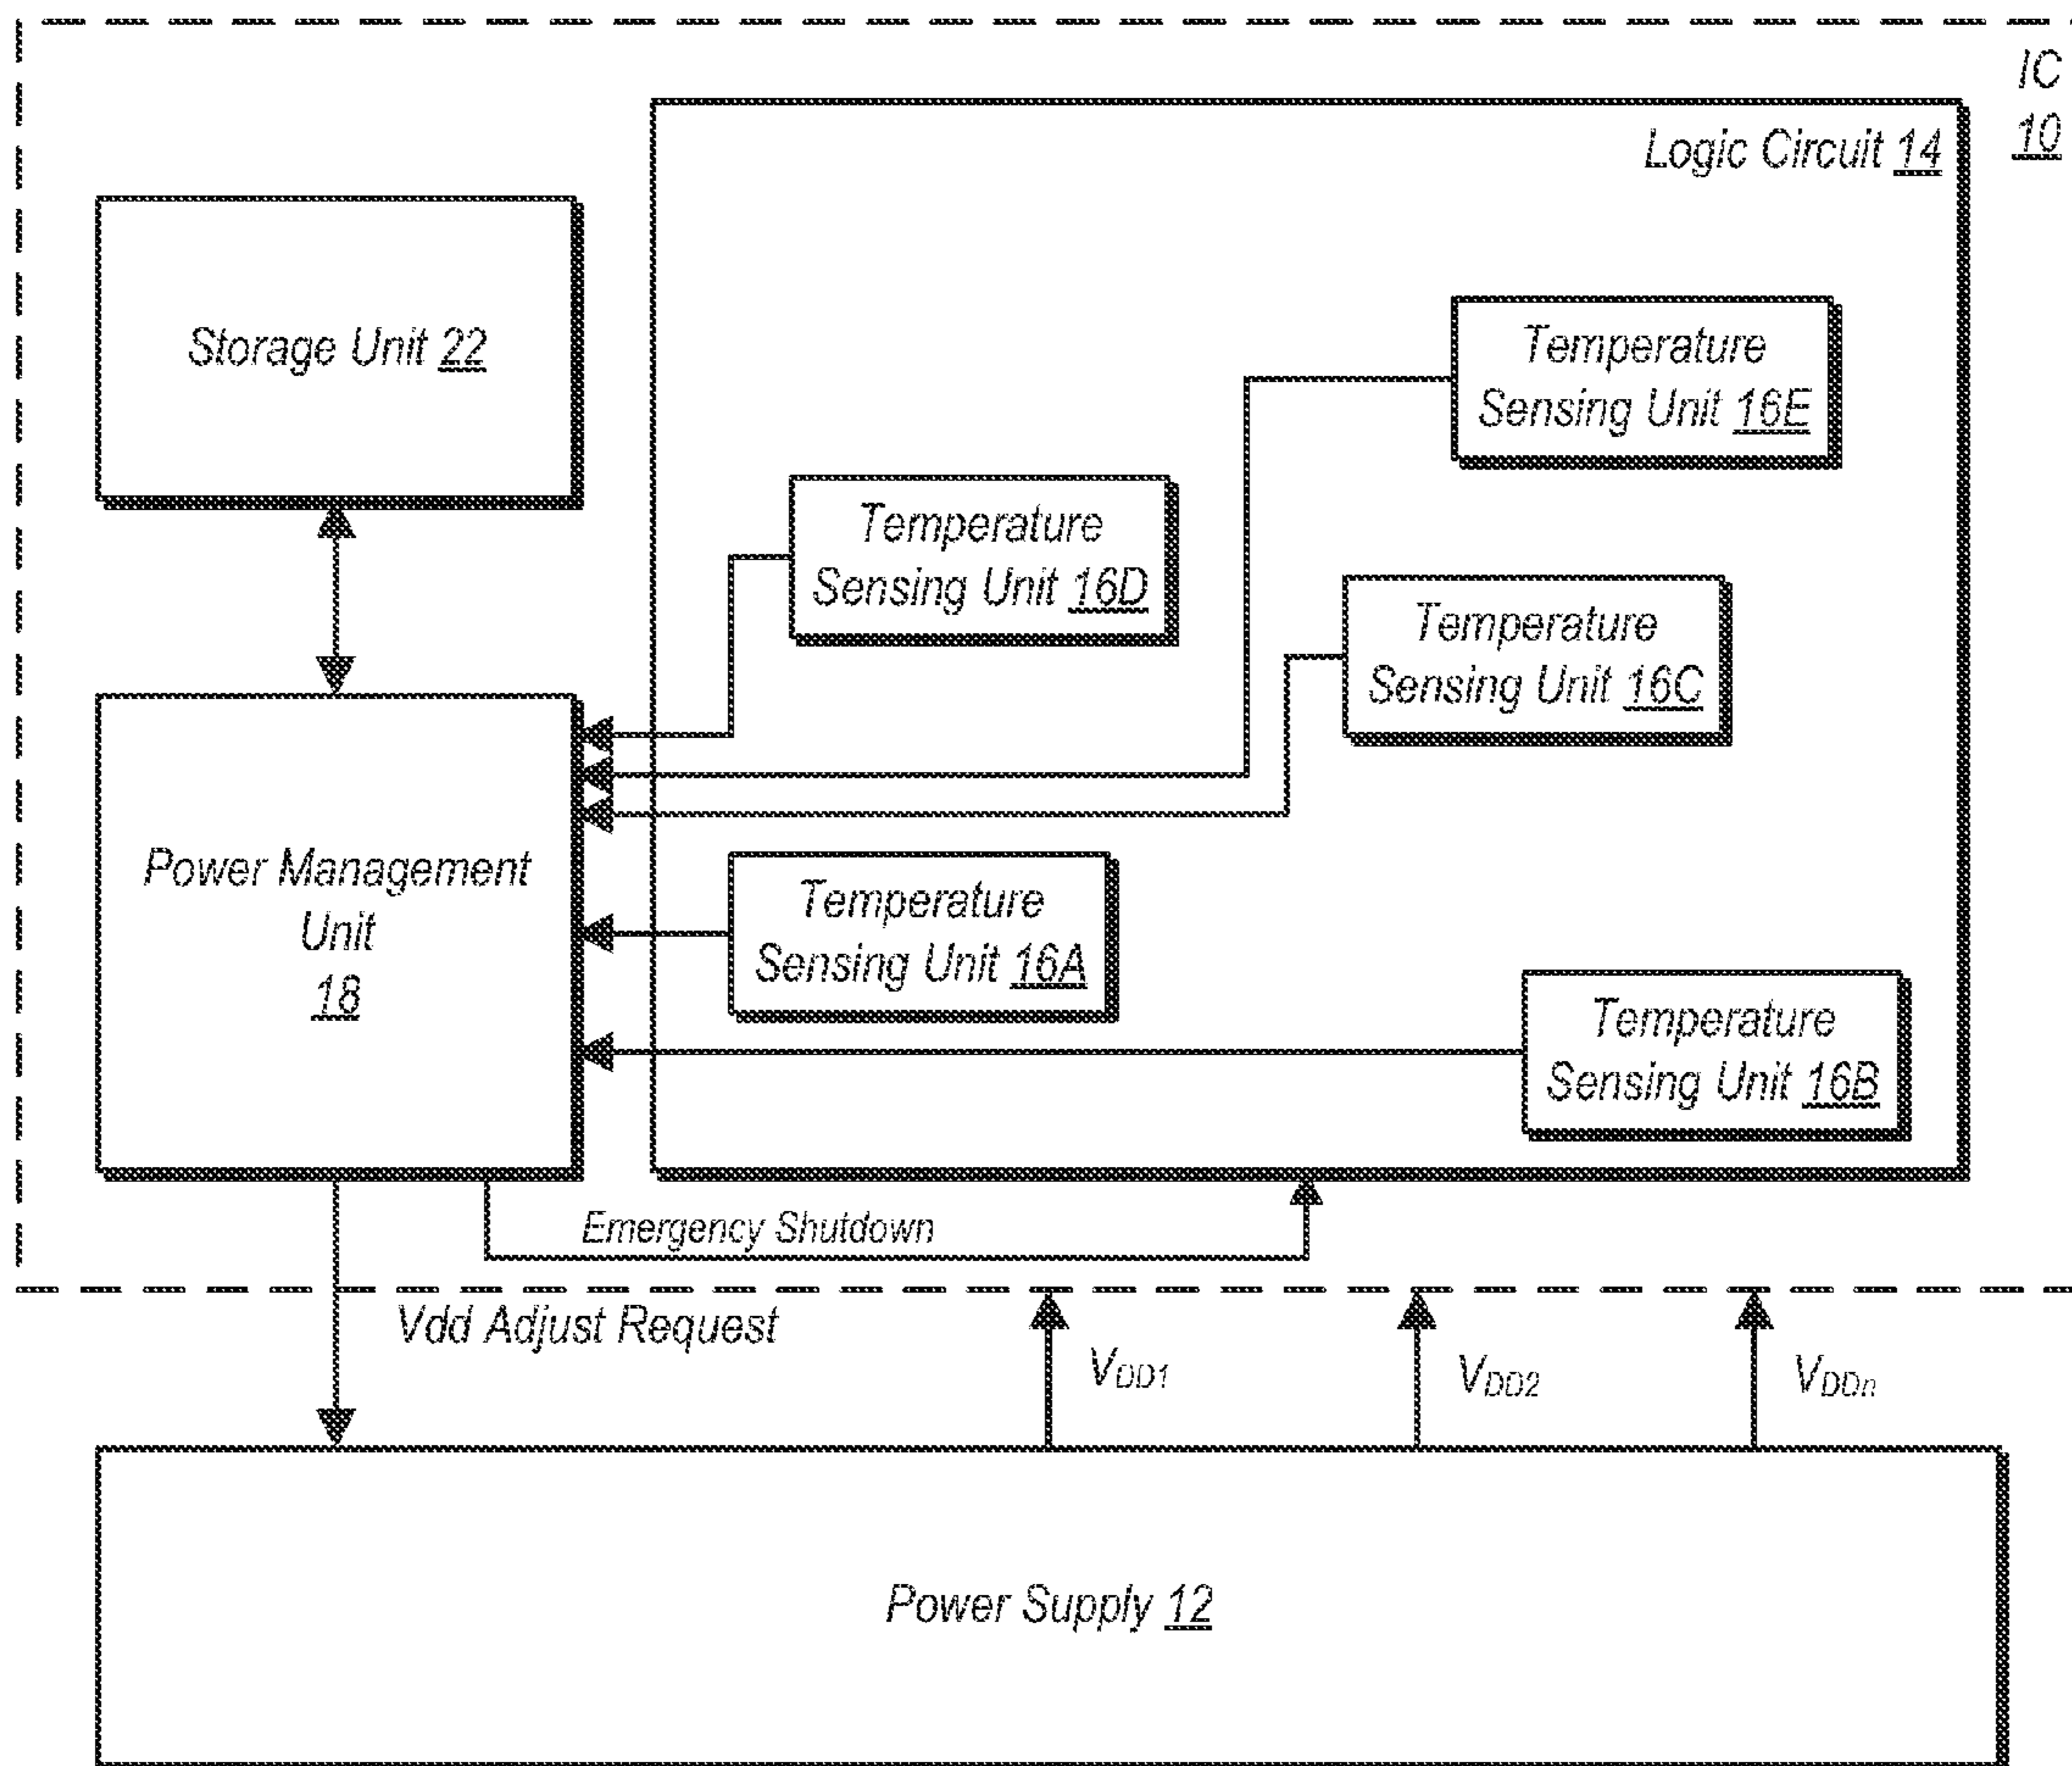 IC
10
Logic Circuit 14
Storage Unit 22
Temperature
Sensing Unit 16E
Temperature
Sensing Unit 16D
Temperature
Sensing Unit 16C
Power Management
Unit
18
Temperature
Sensing Unit 16A
Temperature
Sensing Unit 16B
Emergency Shutdown
Vdd Adjust Request
VDD1
VDD2
VDDn
Power Supply 12